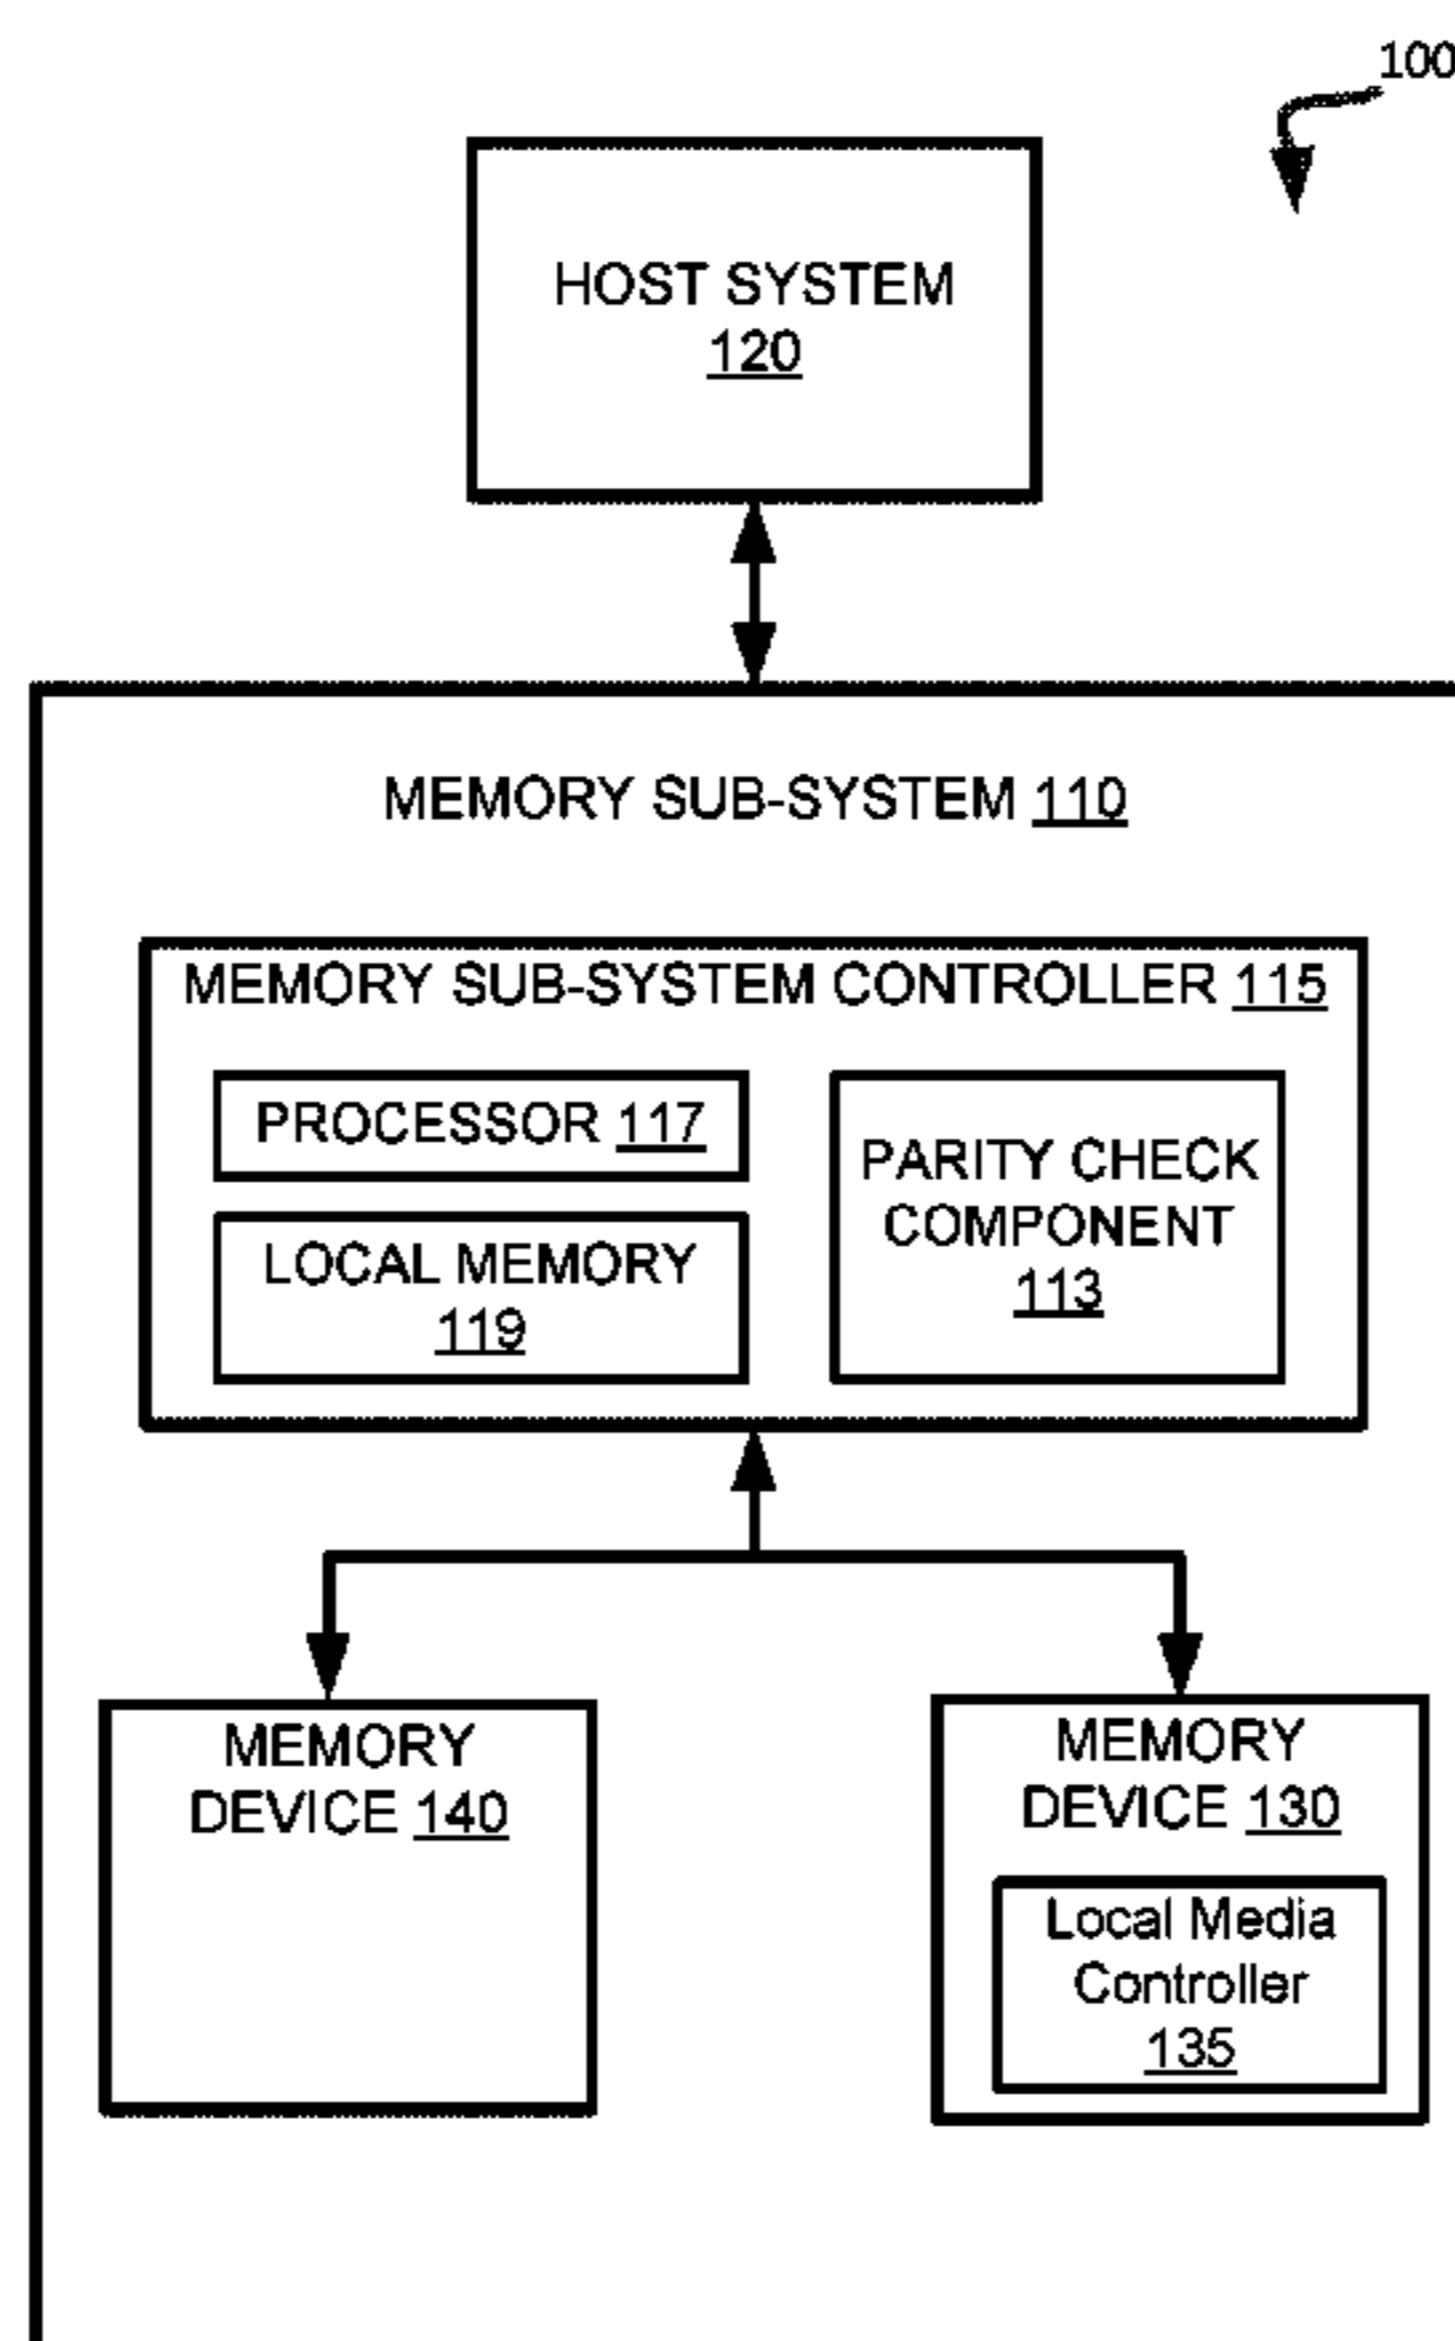 100
HOST SYSTEM
120
MEMORY SUB-SYSTEM 110
MEMORY SUB-SYSTEM CONTROLLER 115
PROCESSOR 117
LOCAL MEMORY
119
PARITY CHECK
COMPONENT
113
MEMORY
DEVICE 140
MEMORY
DEVICE 130
Local Media
Controller
135